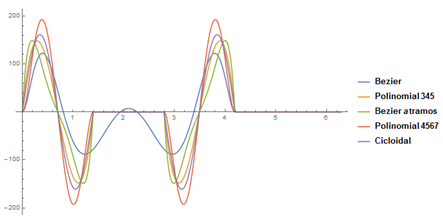 200
100
-100
-200
1
2
3
4
5
6
Bezier
Polinomial 345
Bezier a tramos
Polinomial 4567
Cicloidal